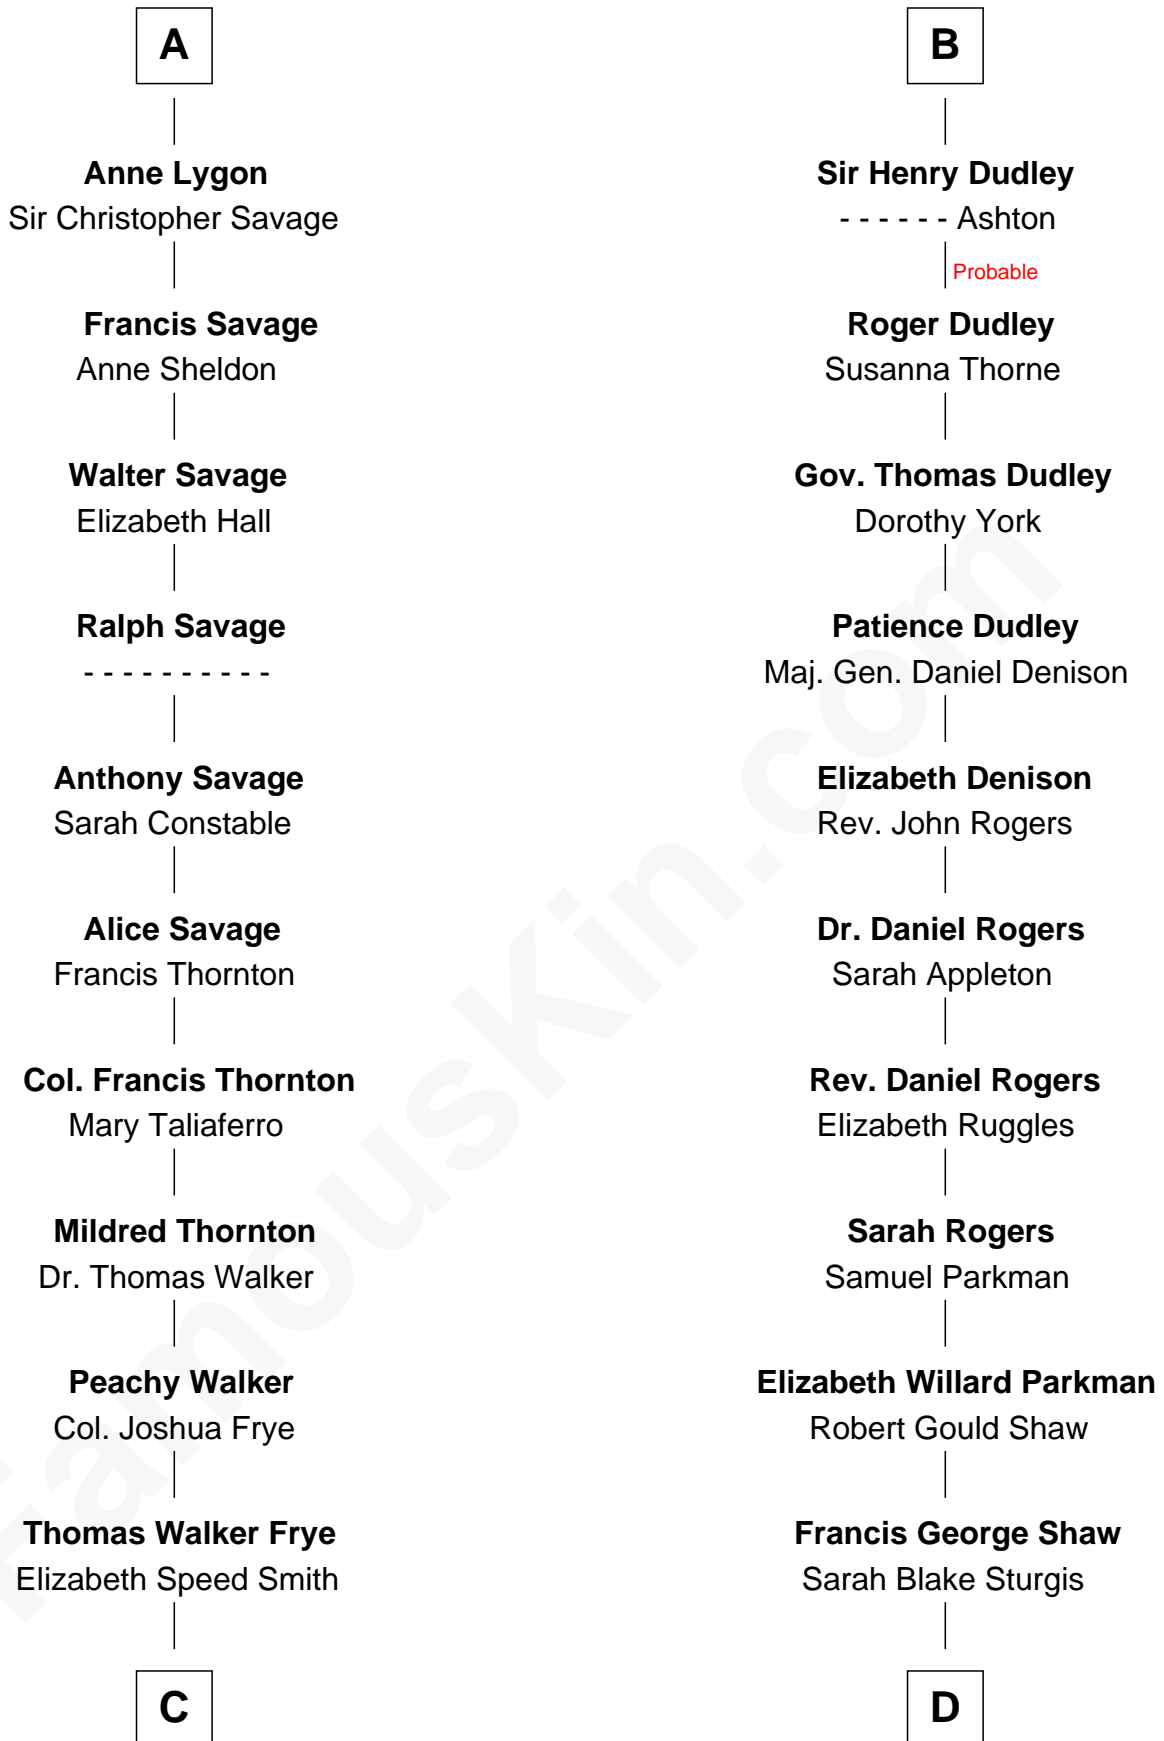 A
Anne Lygon
Sir Christopher Savage
Francis Savage
Anne Sheldon
Walter Savage
Elizabeth Hall
Ralph Savage
- - - - - - - - - -
Anthony Savage
Sarah Constable
Alice Savage
Francis Thornton
Col. Francis Thornton
Mary Taliaferro
Mildred Thornton
Dr. Thomas Walker
Peachy Walker
Col. Joshua Frye
Thomas Walker Frye
Elizabeth Speed Smith
C
B
Sir Henry Dudley
- - - - - - Ashton
Probable
Roger Dudley
Susanna Thorne
Gov. Thomas Dudley
Dorothy York
Patience Dudley
Maj. Gen. Daniel Denison
Elizabeth Denison
Rev. John Rogers
Dr. Daniel Rogers
Sarah Appleton
Rev. Daniel Rogers
Elizabeth Ruggles
Sarah Rogers
Samuel Parkman
Elizabeth Willard Parkman
Robert Gould Shaw
Francis George Shaw
Sarah Blake Sturgis
D
FamousKin.com